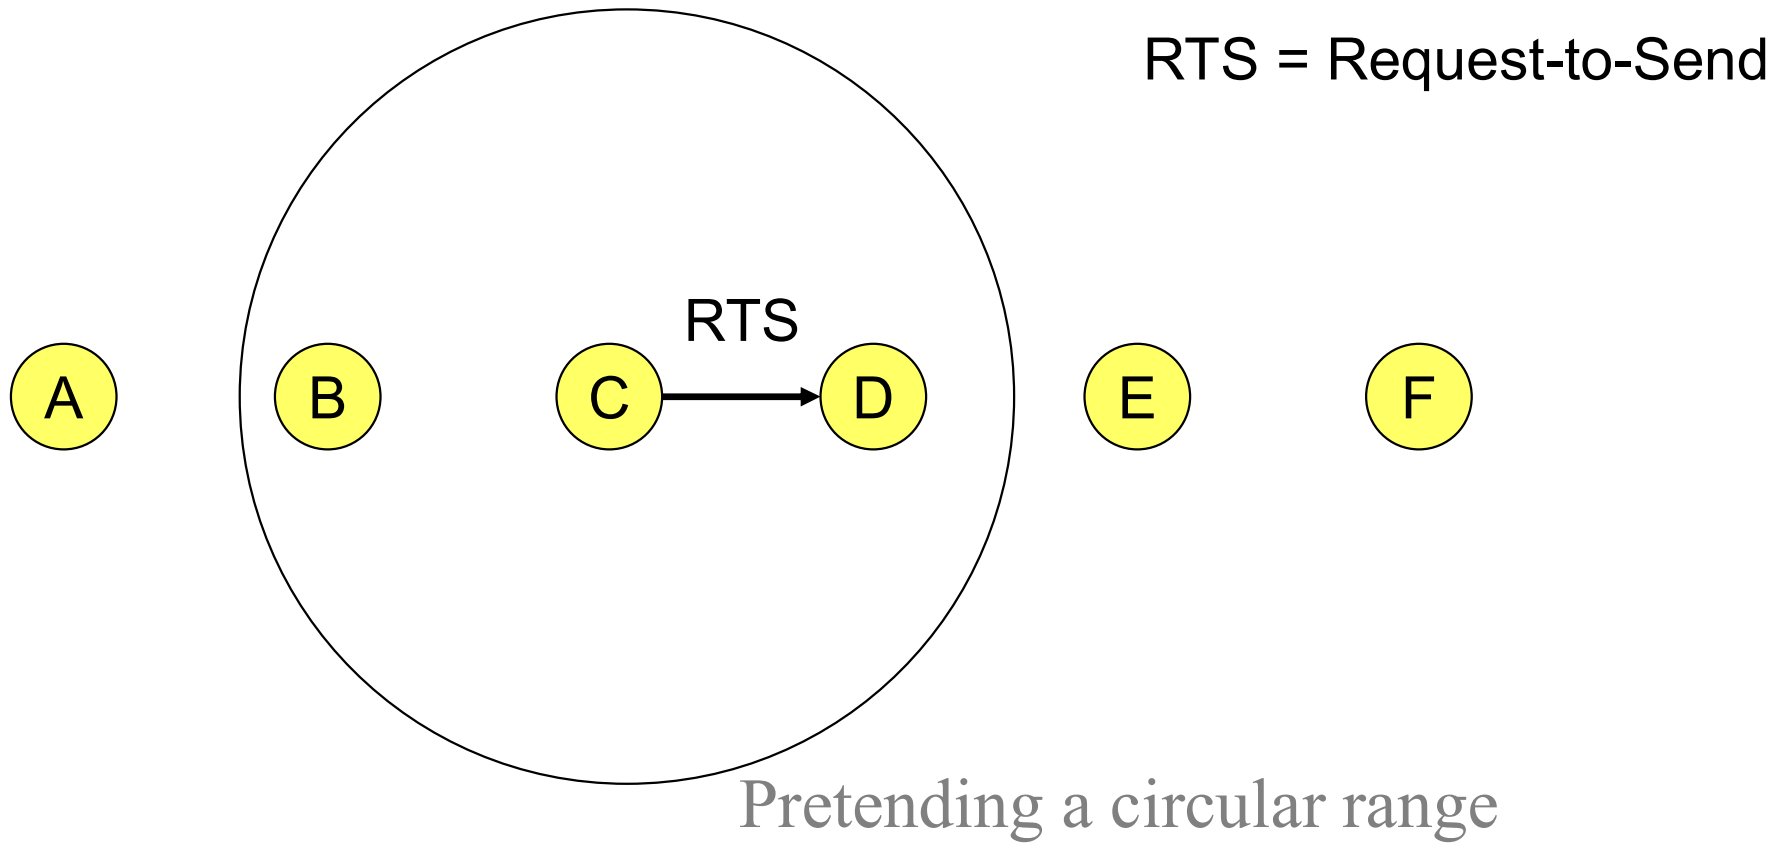 RTS = Request-to-Send
RTS
A B C D E F
Pretending a circular range